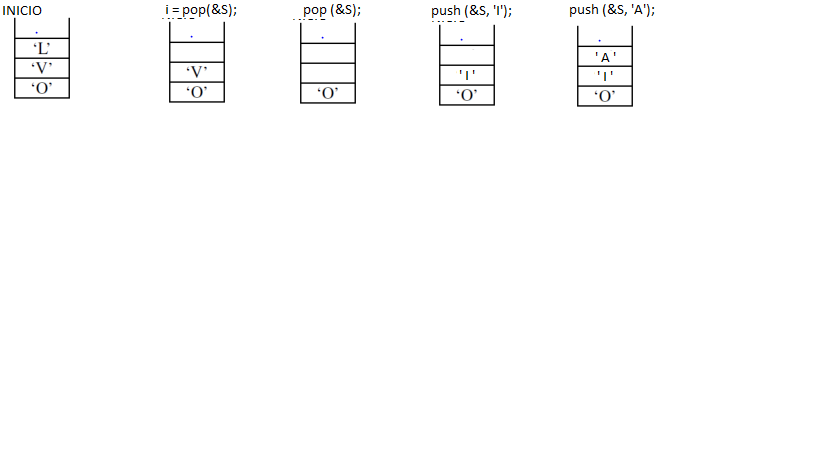 INICIO
‘L’
‘V’
‘O’
i = pop(&S);
‘V’
‘O’
pop (&S);
‘O’
push (&S, 'I');
'I'
‘O’
push (&S, 'A');
'A'
'I'
‘O’